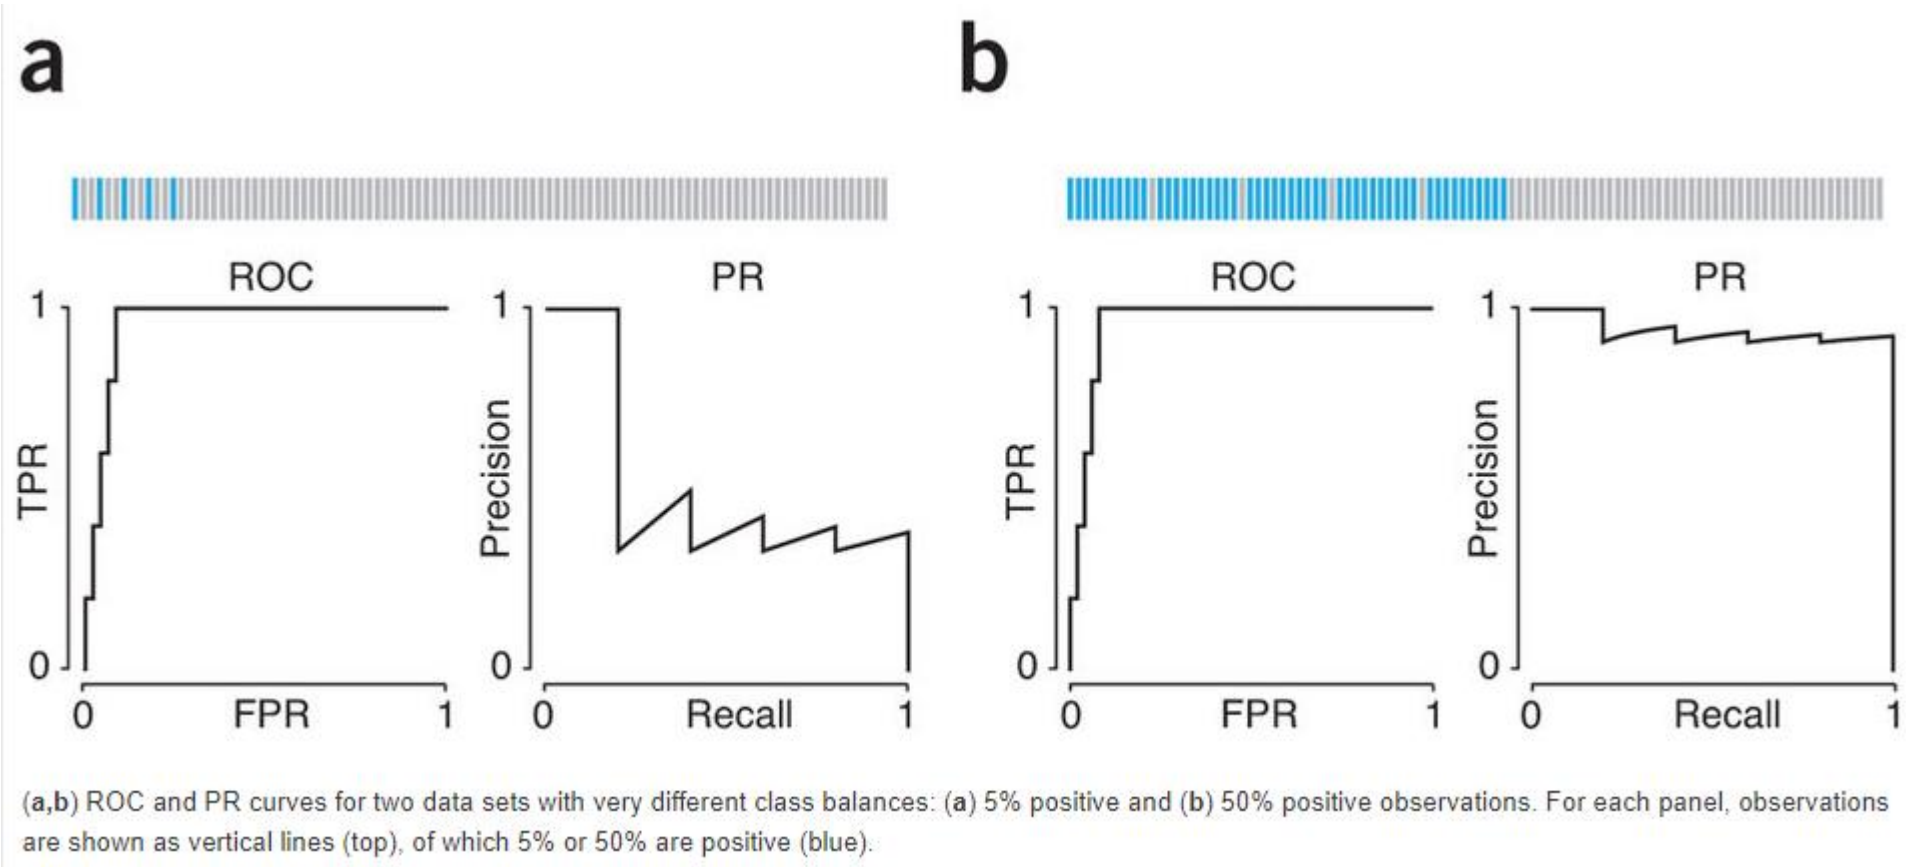 a
b
ROC
PR
ROC
PR
1
1
1
1
TPR
Precision
TPR
Precision
0
0
0
0
0
FPR
1
0
Recall
1
0
FPR
1
0
Recall
1
(a,b) ROC and PR curves for two data sets with very different class balances: (a) 5% positive and (b) 50% positive observations. For each panel, observations
are shown as vertical lines (top), of which 5% or 50% are positive (blue).